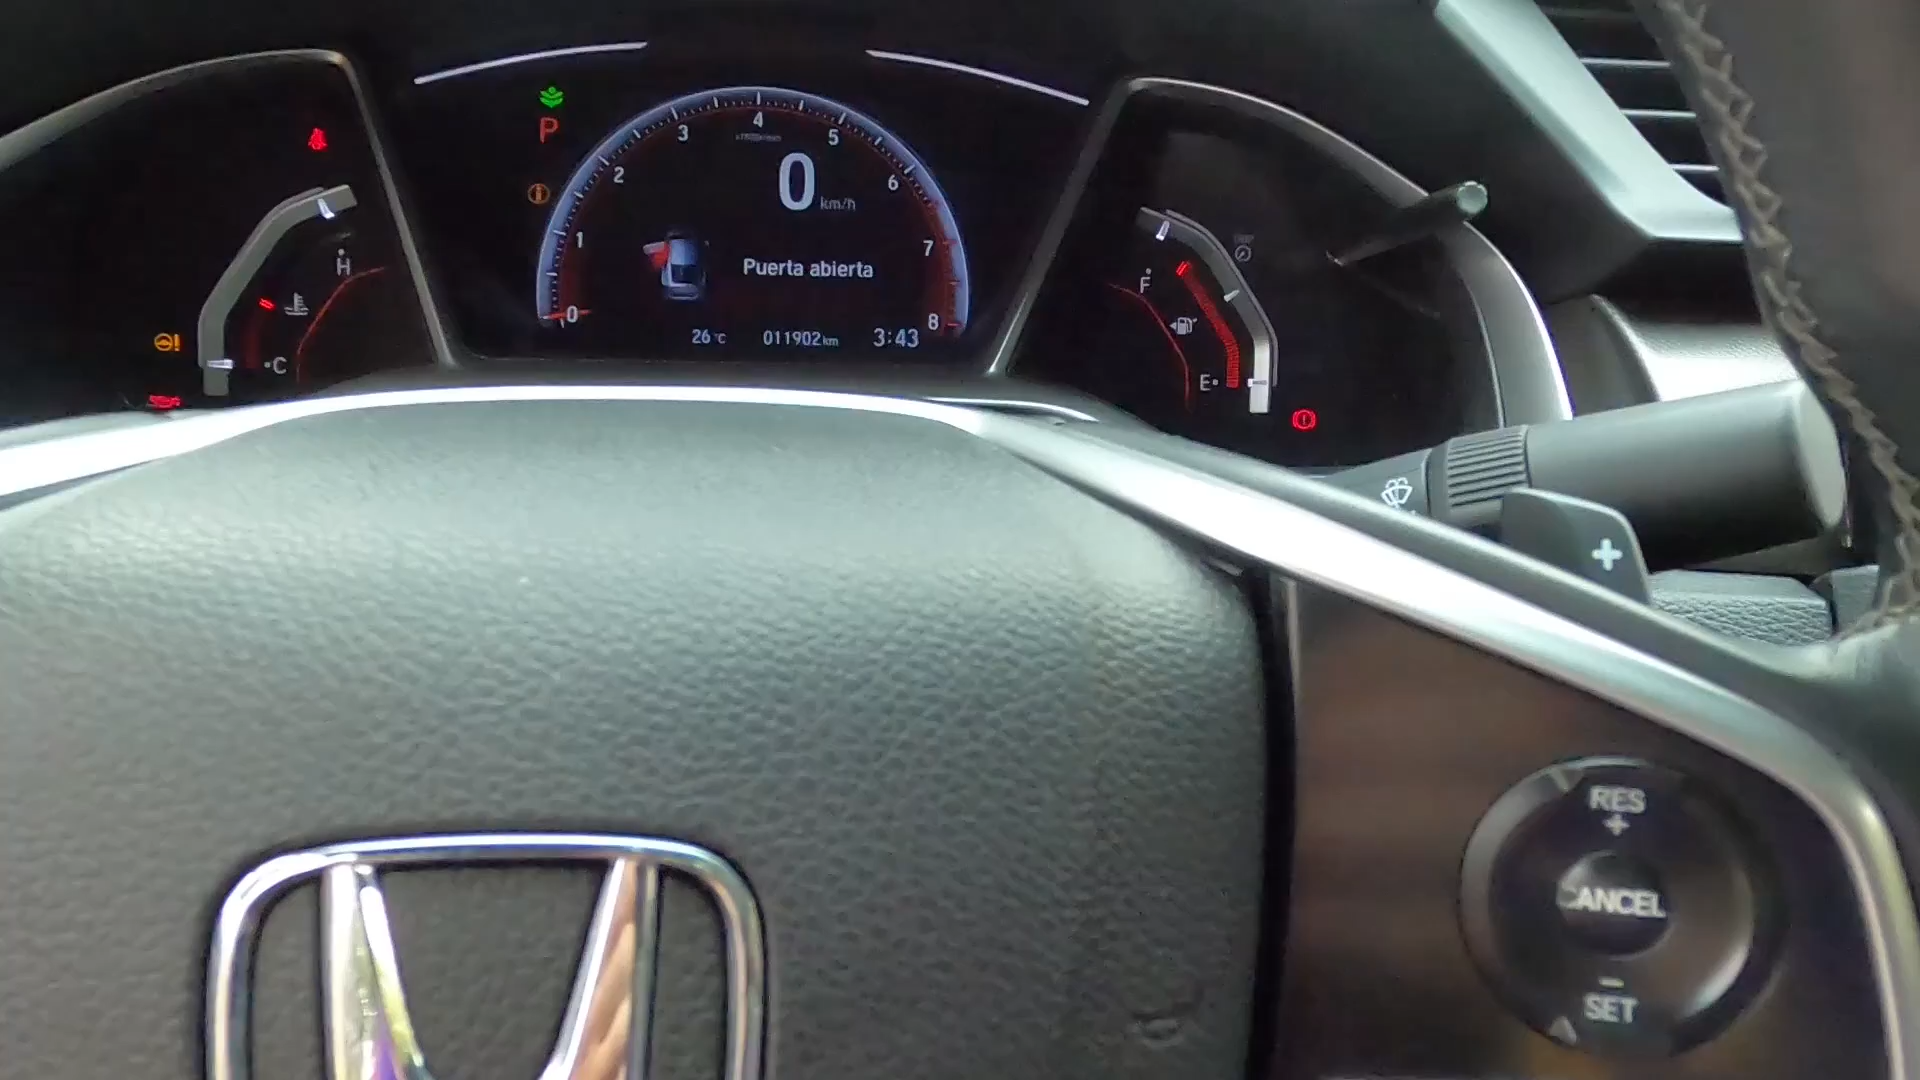 P
0 km/h
Puerta abierta
26°C 011902 km 3:43
0
1
2
3
4
5
6
7
8
H
C
F
E
+
RES
+
CANCEL
−
SET